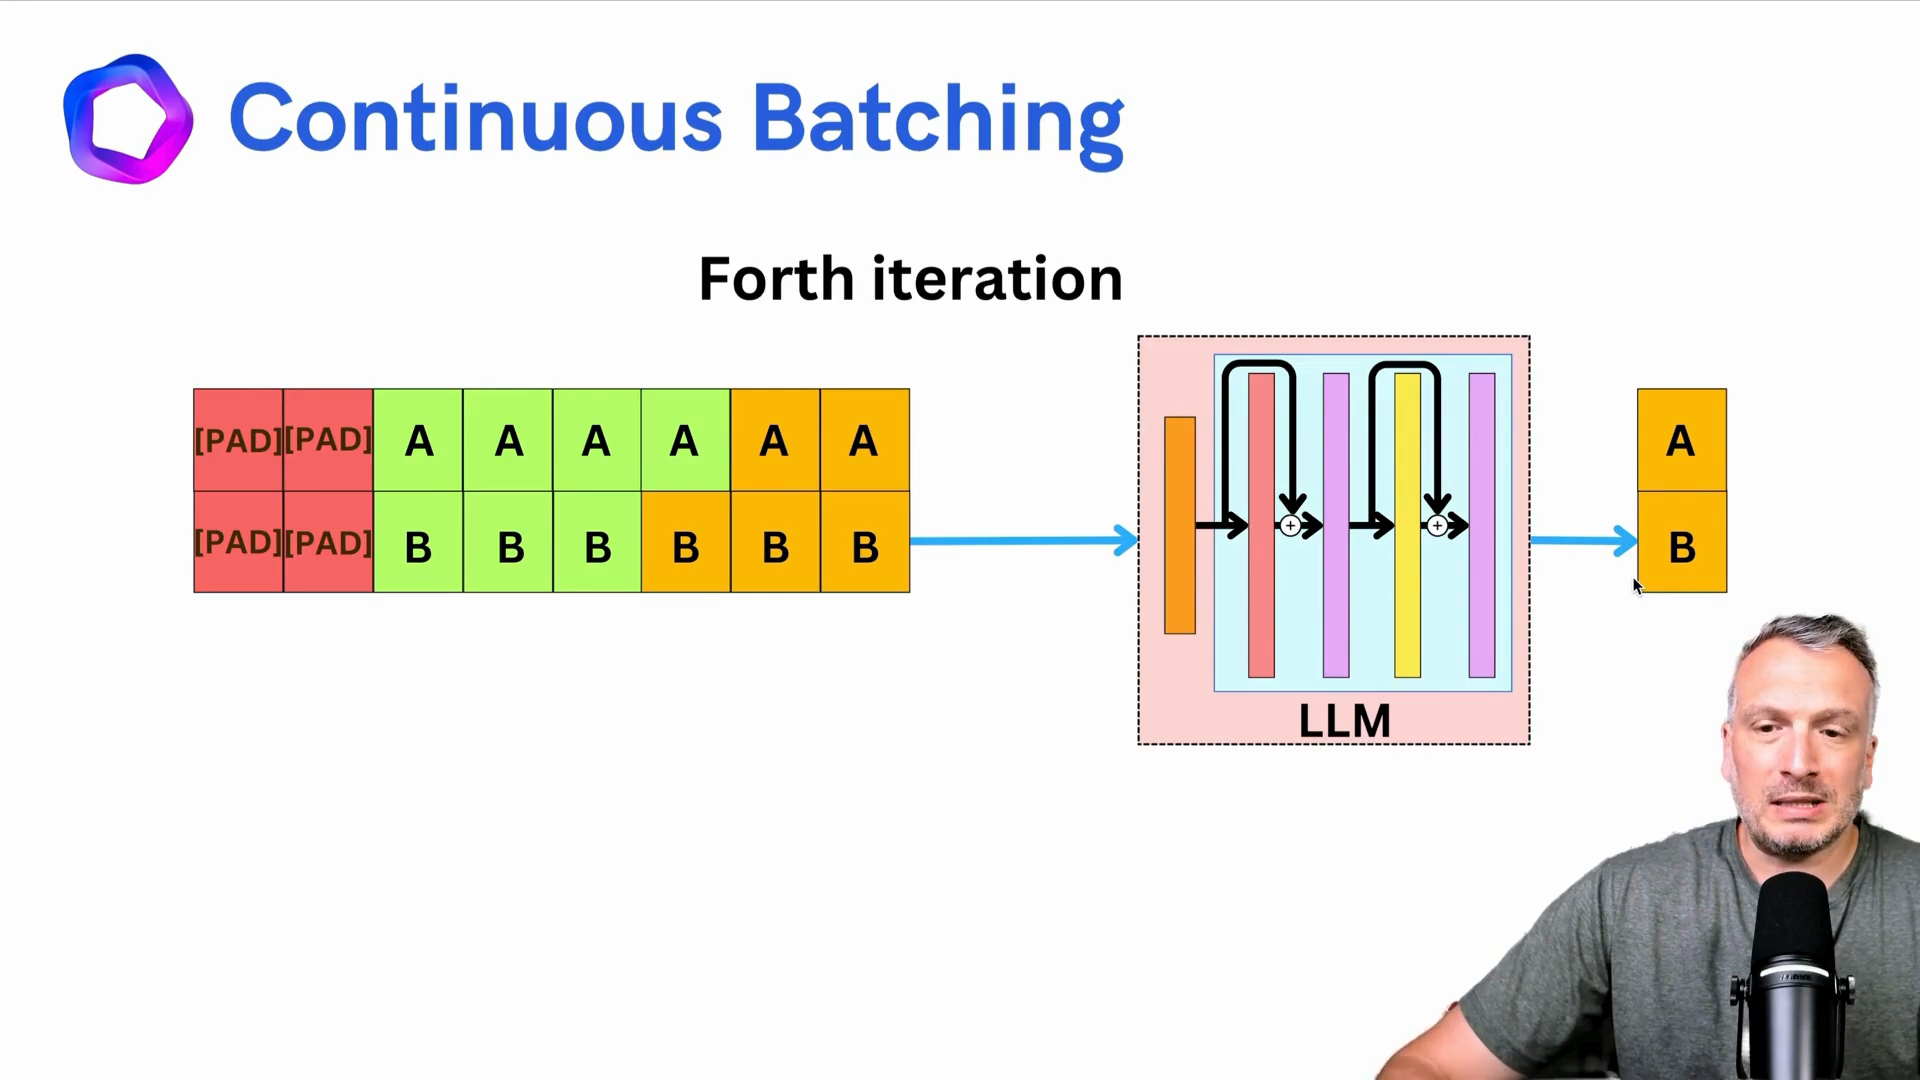 Continuous Batching
Forth iteration
[PAD] [PAD] A A A A A A
A
[PAD] [PAD] B B B B B B
B
LLM